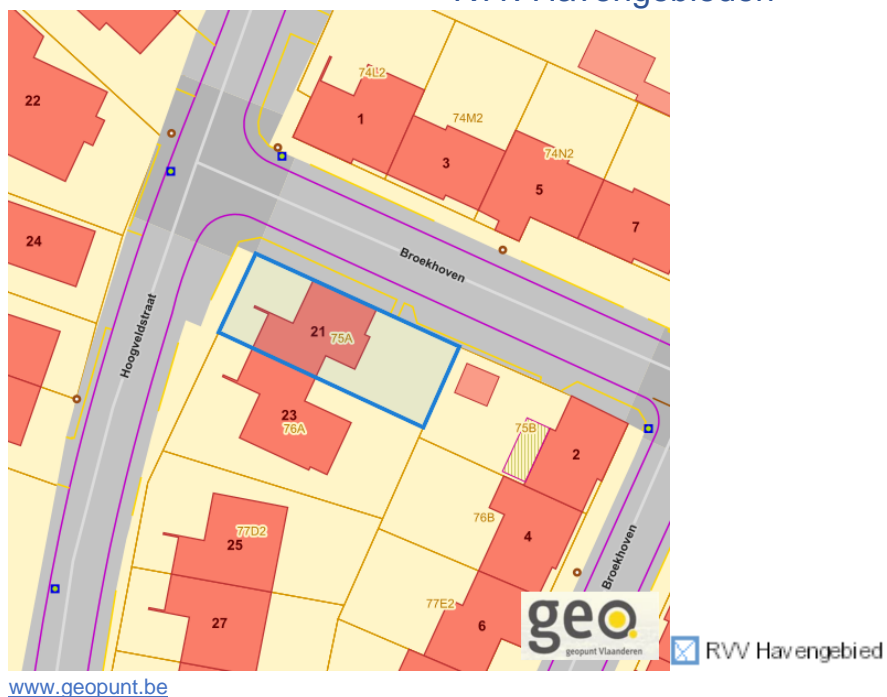 RVV Havengebieden
74L2
22
1
74M2
3
74N2
5
7
24
Broekhoven
Hoogveldstraat
21
75A
23
76A
75B
2
76B
4
77D2
25
Broekhoven
77E2
27
6
geo
geopunt Vlaanderen
RVV Havengebied
www.geopunt.be